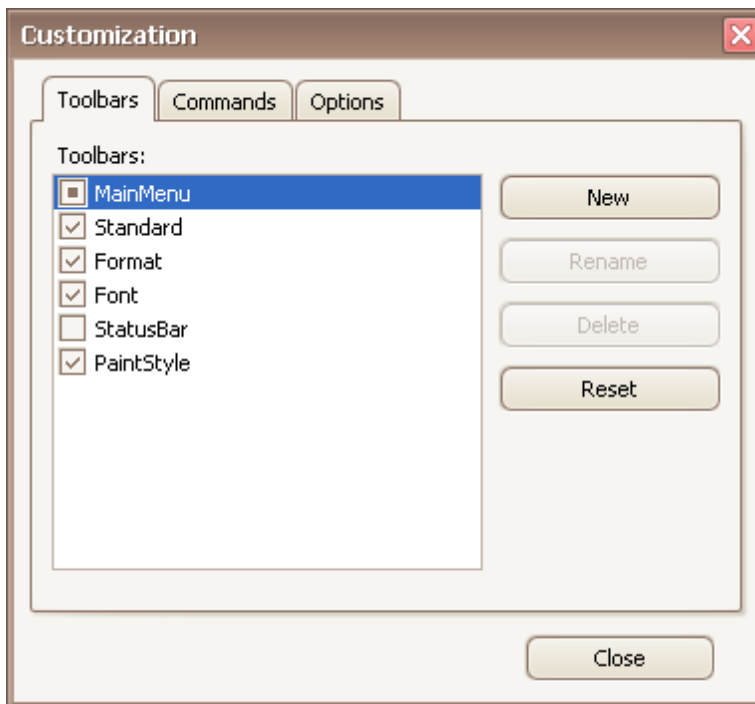 Customization
Toolbars Commands Options
Toolbars:
MainMenu
Standard
Format
Font
StatusBar
PaintStyle
New
Rename
Delete
Reset
Close